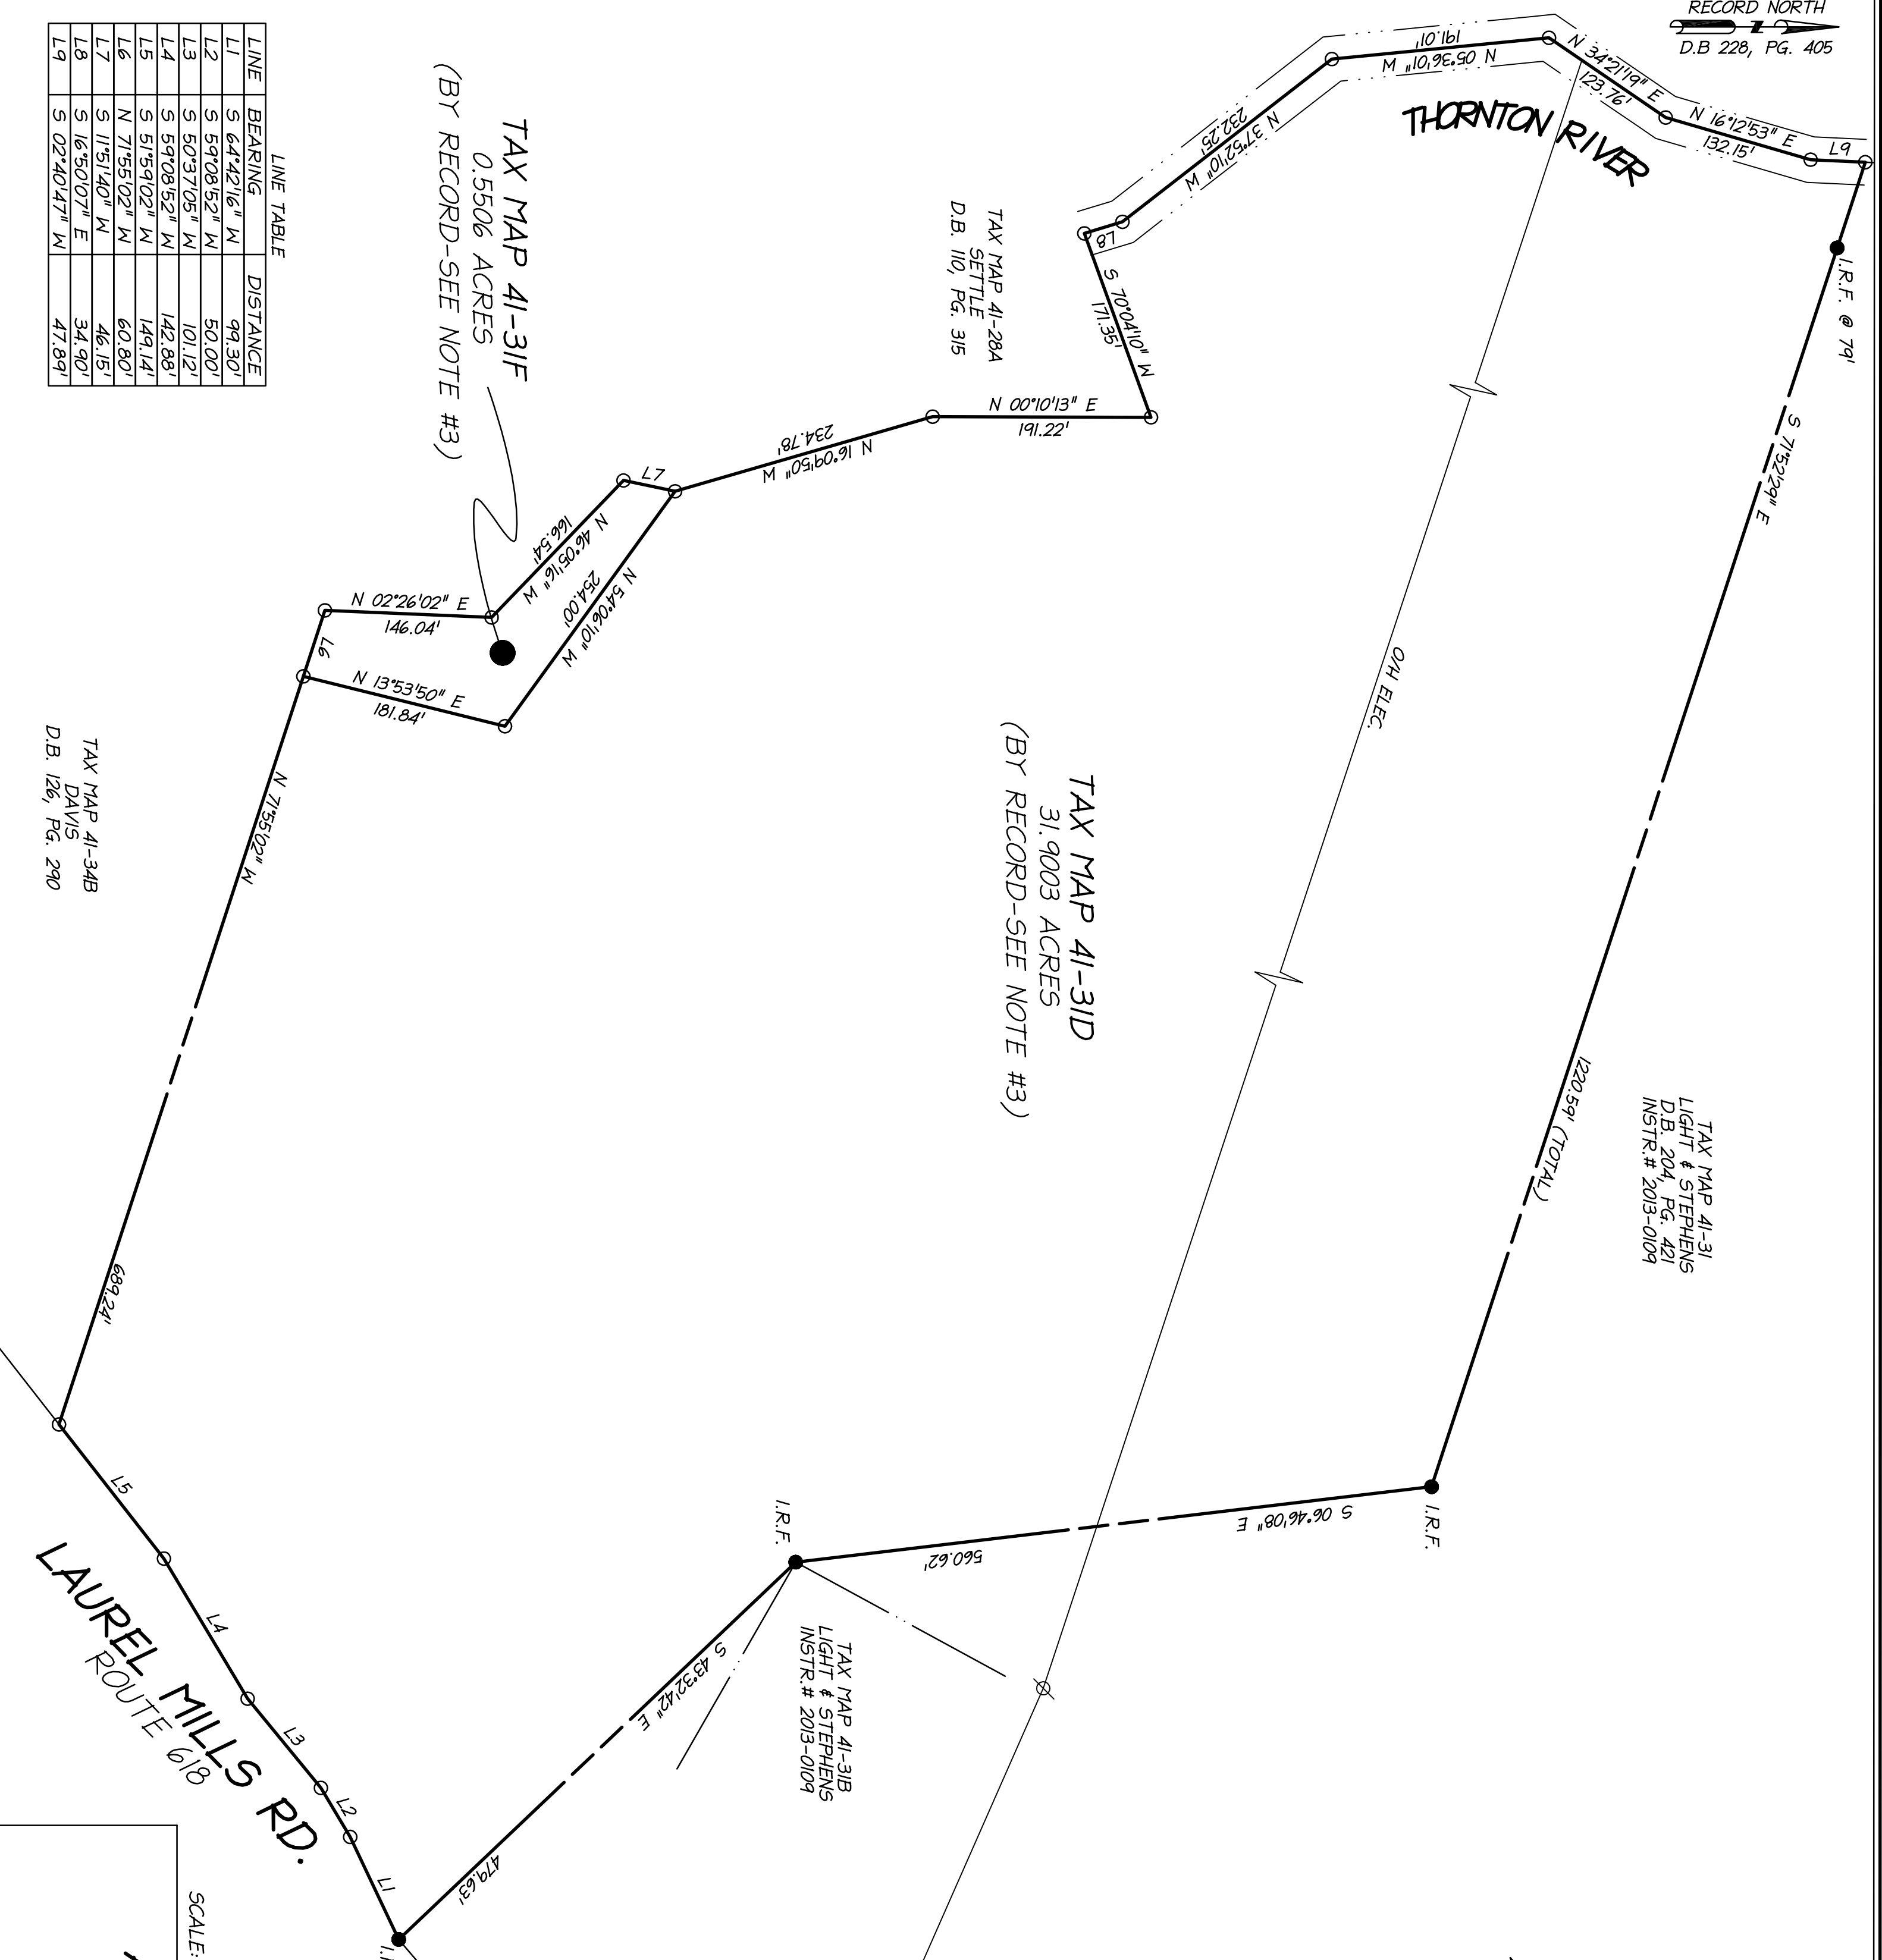 RECORD NORTH
Z
D.B 228, PG. 405
N 34°21'19" E
123.76'
N 16°12'53" E
132.15'
L9
191.01'
N 05°36'01" W
THORNTON RIVER
232.25'
N 37°52'10" W
L8
S 70°04'10" W
171.35'
I.R.F. @ 79'
S 71°52'29" E
1220.59' (TOTAL)
TAX MAP 41-28A
SETTLE
D.B. 110, PG. 315
N 00°10'13" E
191.22'
234.78'
N 16°09'50" W
L7
166.54'
N 46°05'16" W
254.00'
N 54°06'10" W
N 02°26'02" E
146.04'
L6
N 13°53'50" E
181.84'
TAX MAP 41-31F
0.5506 ACRES
(BY RECORD-SEE NOTE #3)
LINE TABLE
LINE BEARING DISTANCE
L1 S 64°42'16" W 99.30'
L2 S 59°08'52" W 50.00'
L3 S 50°37'05" W 101.12'
L4 S 59°08'52" W 142.88'
L5 S 51°59'02" W 149.14'
L6 N 71°55'02" W 60.80'
L7 S 11°51'40" W 46.15'
L8 S 16°50'07" E 34.90'
L9 S 02°40'47" W 47.89'
O/H ELEC.
TAX MAP 41-31D
31.9003 ACRES
(BY RECORD-SEE NOTE #3)
TAX MAP 41-31
LIGHT & STEPHENS
D.B. 204, PG. 421
INSTR.# 2013-0109
TAX MAP 41-34B
DAVIS
D.B. 126, PG. 290
N 71°55'02" W
689.24'
I.R.F.
S 06°46'08" E
560.62'
I.R.F.
TAX MAP 41-31B
LIGHT & STEPHENS
INSTR.# 2013-0109
S 43°32'42" E
479.63'
L5
L4
L3
L2
L1
LAUREL MILLS RD.
ROUTE 618
SCALE: